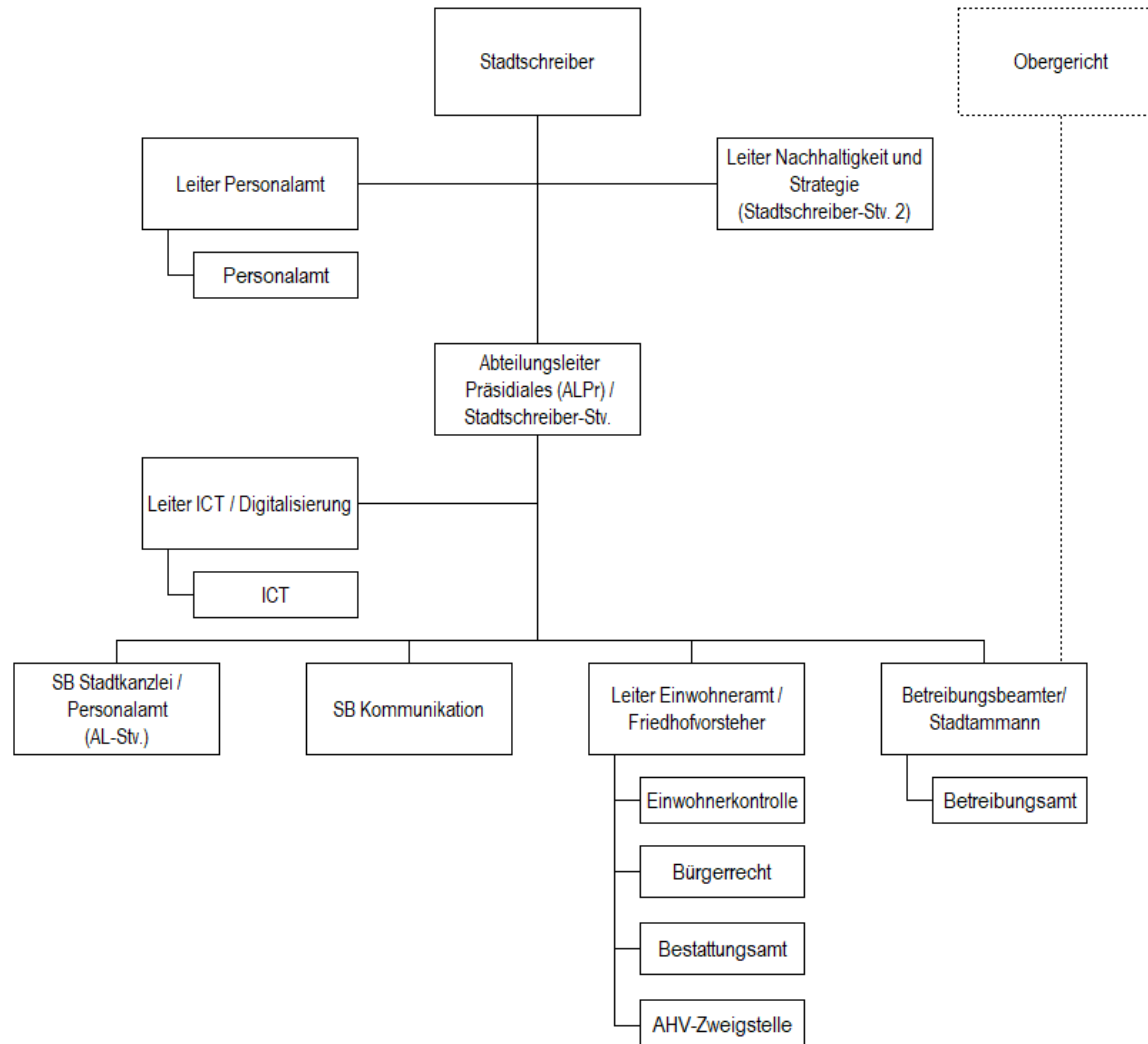 Stadtschreiber
Obergericht
Leiter Personalamt
Leiter Nachhaltigkeit und
Strategie
(Stadtschreiber-Stv. 2)
Personalamt
Abteilungsleiter
Präsidiales (ALPr) /
Stadtschreiber-Stv.
Leiter ICT / Digitalisierung
ICT
SB Stadtkanzlei /
Personalamt
(AL-Stv.)
SB Kommunikation
Leiter Einwohneramt /
Friedhofvorsteher
Betreibungsbeamter/
Stadtammann
Einwohnerkontrolle
Betreibungsamt
Bürgerrecht
Bestattungsamt
AHV-Zweigstelle